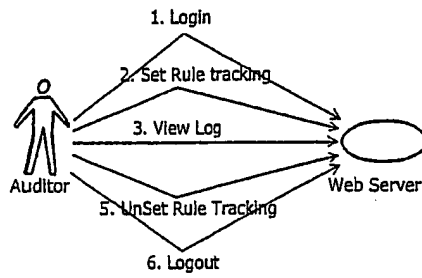 1. Login
2. Set Rule tracking
3. View Log
Auditor
Web Server
5. UnSet Rule Tracking
6. Logout